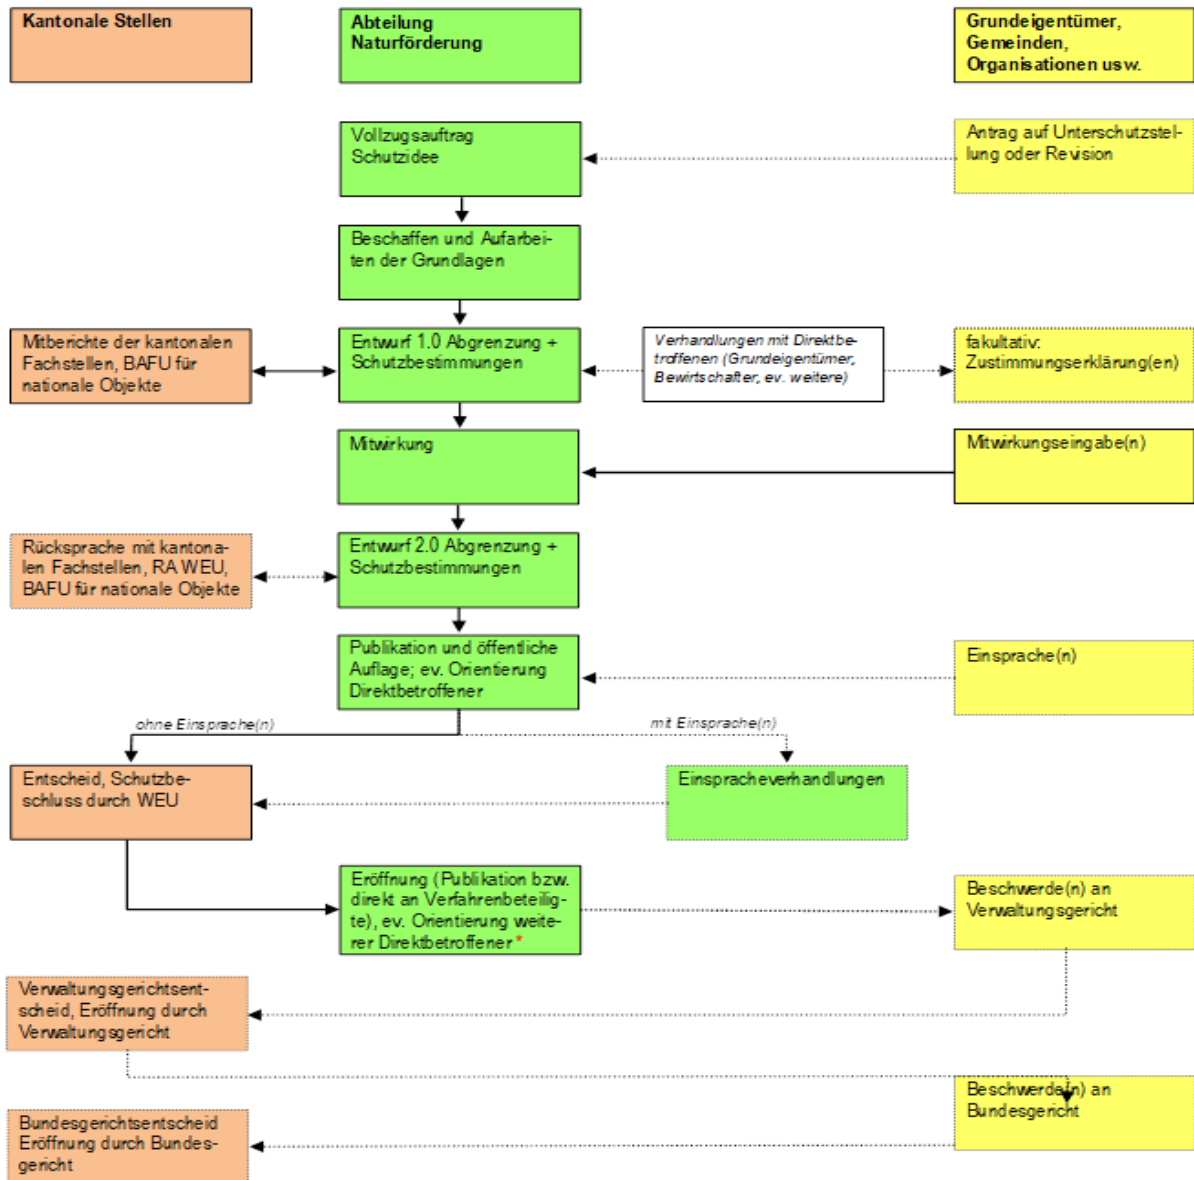 Kantonale Stellen
Abteilung
Naturförderung
Grundeigentümer,
Gemeinden,
Organisationen usw.
Vollzugsauftrag
Schutzidee
Antrag auf Unterschutzstel-
lung oder Revision
Beschaffen und Aufarbei-
ten der Grundlagen
Mitberichte der kantonalen
Fachstellen, BAFU für
nationale Objekte
Entwurf 1.0 Abgrenzung +
Schutzbestimmungen
Verhandlungen mit Direktbe-
troffenen (Grundeigentümer,
Bewirtschafter, ev. weitere)
fakultativ:
Zustimmungserklärung(en)
Mitwirkung
Mitwirkungseingabe(n)
Rücksprache mit kantona-
len Fachstellen, RA WEU,
BAFU für nationale Objekte
Entwurf 2.0 Abgrenzung +
Schutzbestimmungen
Publikation und öffentliche
Auflage; ev. Orientierung
Direktbetroffener
Einsprache(n)
ohne Einsprache(n)
mit Einsprache(n)
Entscheid, Schutzbe-
schluss durch WEU
Einspracheverhandlungen
Eröffnung (Publikation bzw.
direkt an Verfahrenbeteilig-
te), ev. Orientierung weite-
rer Direktbetroffener *
Beschwerde(n) an
Verwaltungsgericht
Verwaltungsgerichtsent-
scheid, Eröffnung durch
Verwaltungsgericht
Beschwerde(n) an
Bundesgericht
Bundesgerichtsentscheid
Eröffnung durch Bundes-
gericht